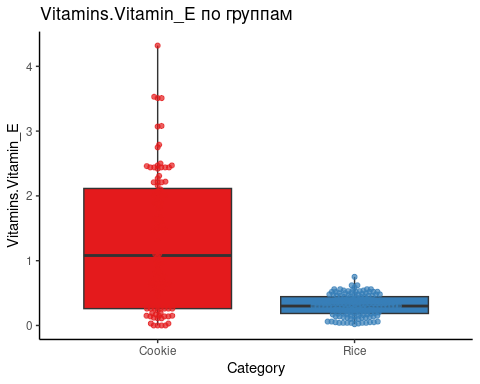 Vitamins.Vitamin_E по группам
4
3
2
1
0
Vitamins.Vitamin_E
Cookie
Rice
Category